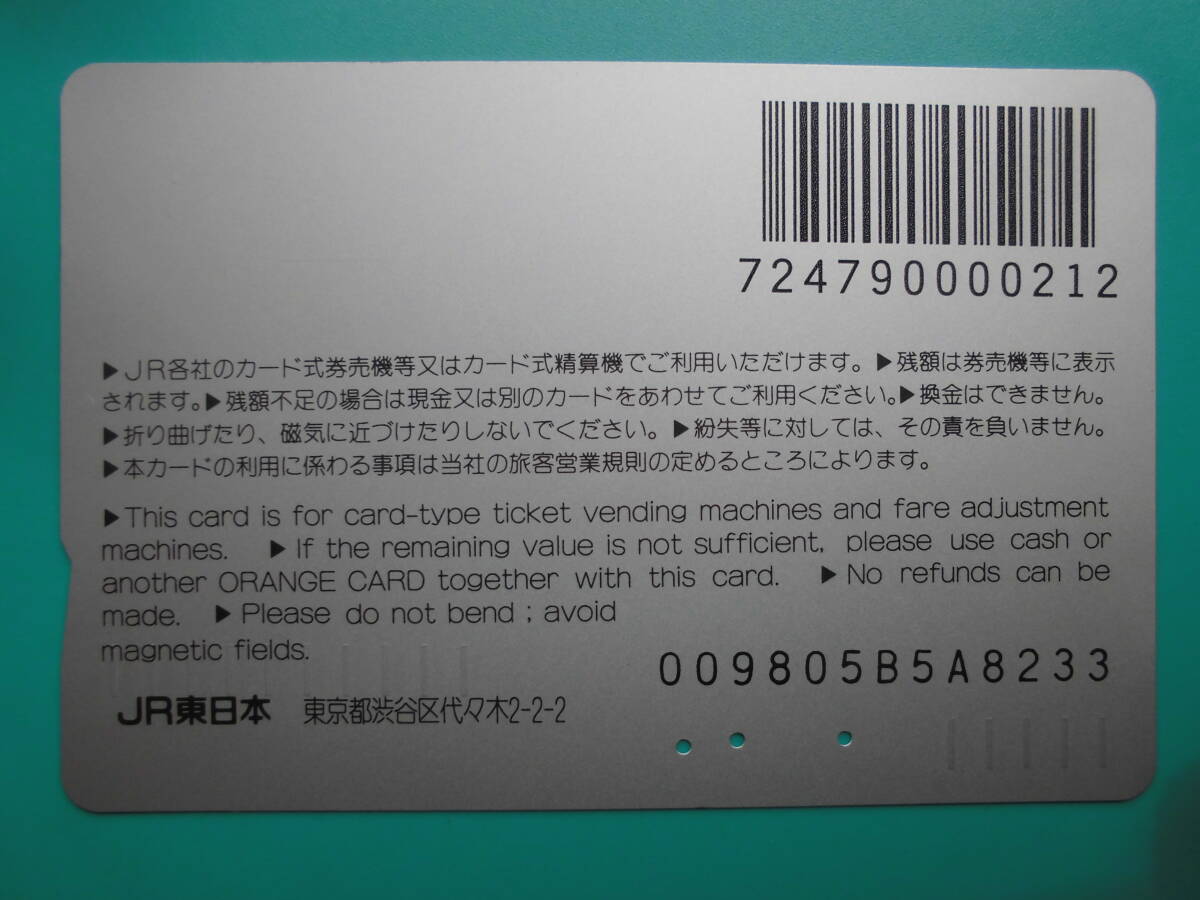 724790000212
▶JR各社のカード式券売機等又はカード式精算機でご利用いただけます。▶残額は券売機等に表示
されます。▶残額不足の場合は現金又は別のカードをあわせてご利用ください。▶換金はできません。
▶折り曲げたり、磁気に近づけたりしないでください。▶紛失等に対しては、その責を負いません。
▶本カードの利用に係わる事項は当社の旅客営業規則の定めるところによります。
▶This card is for card-type ticket vending machines and fare adjustment
machines. ▶If the remaining value is not sufficient, please use cash or
another ORANGE CARD together with this card. ▶No refunds can be
made. ▶Please do not bend ; avoid
magnetic fields.
009805B5A8233
JR東日本 東京都渋谷区代々木2-2-2